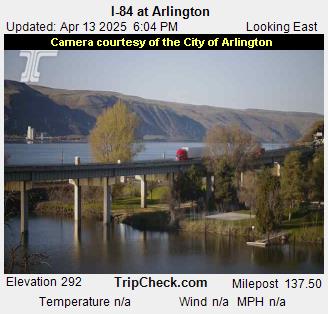 I-84 at Arlington
Updated: Apr 13 2025 6:04 PM Looking East
Camera courtesy of the City of Arlington
Elevation 292 TripCheck.com Milepost 137.50
Temperature n/a Wind n/a MPH n/a